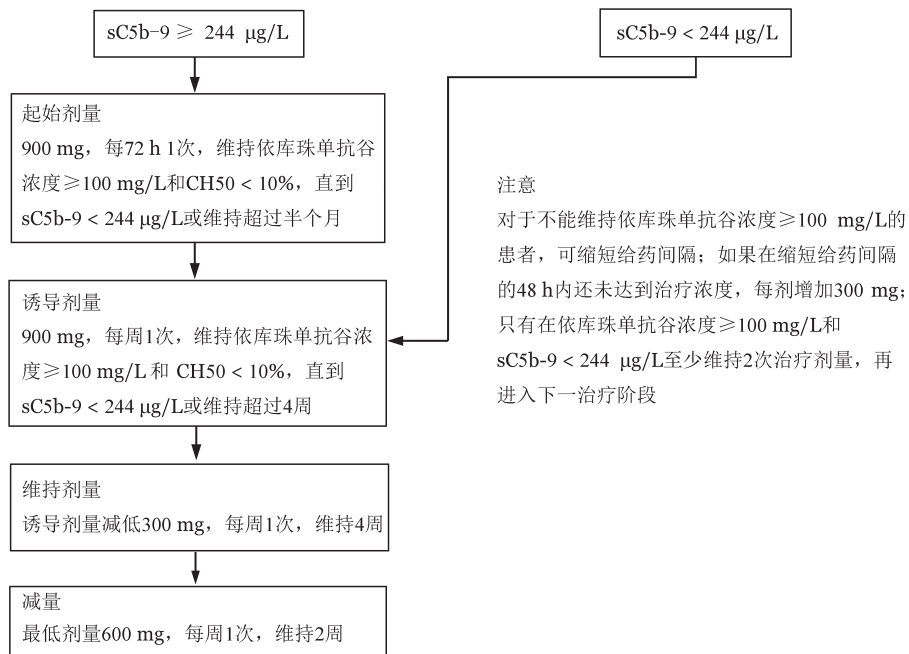 sC5b-9 ≥ 244 μg/L
sC5b-9 < 244 μg/L
起始剂量
900 mg，每72 h 1次，维持依库珠单抗谷
浓度≥100 mg/L和CH50 < 10%，直到
sC5b-9 < 244 μg/L或维持超过半个月
诱导剂量
900 mg，每周1次，维持依库珠单抗谷浓
度≥100 mg/L 和 CH50 < 10%，直到
sC5b-9 < 244 μg/L或维持超过4周
维持剂量
诱导剂量减低300 mg，每周1次，维持4周
减量
最低剂量600 mg，每周1次，维持2周
注意
对于不能维持依库珠单抗谷浓度≥100 mg/L的
患者，可缩短给药间隔；如果在缩短给药间隔
的48 h内还未达到治疗浓度，每剂增加300 mg；
只有在依库珠单抗谷浓度≥100 mg/L和
sC5b-9 < 244 μg/L至少维持2次治疗剂量，再
进入下一治疗阶段